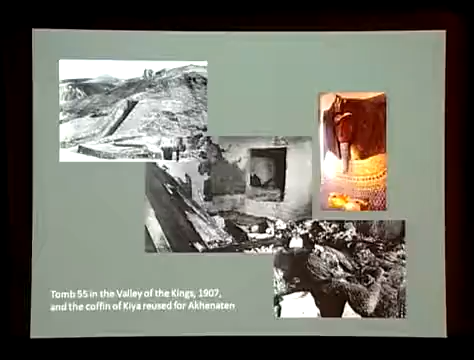 Tomb 55 in the Valley of the Kings, 1907,
and the coffin of Kiya reused for Akhenaten